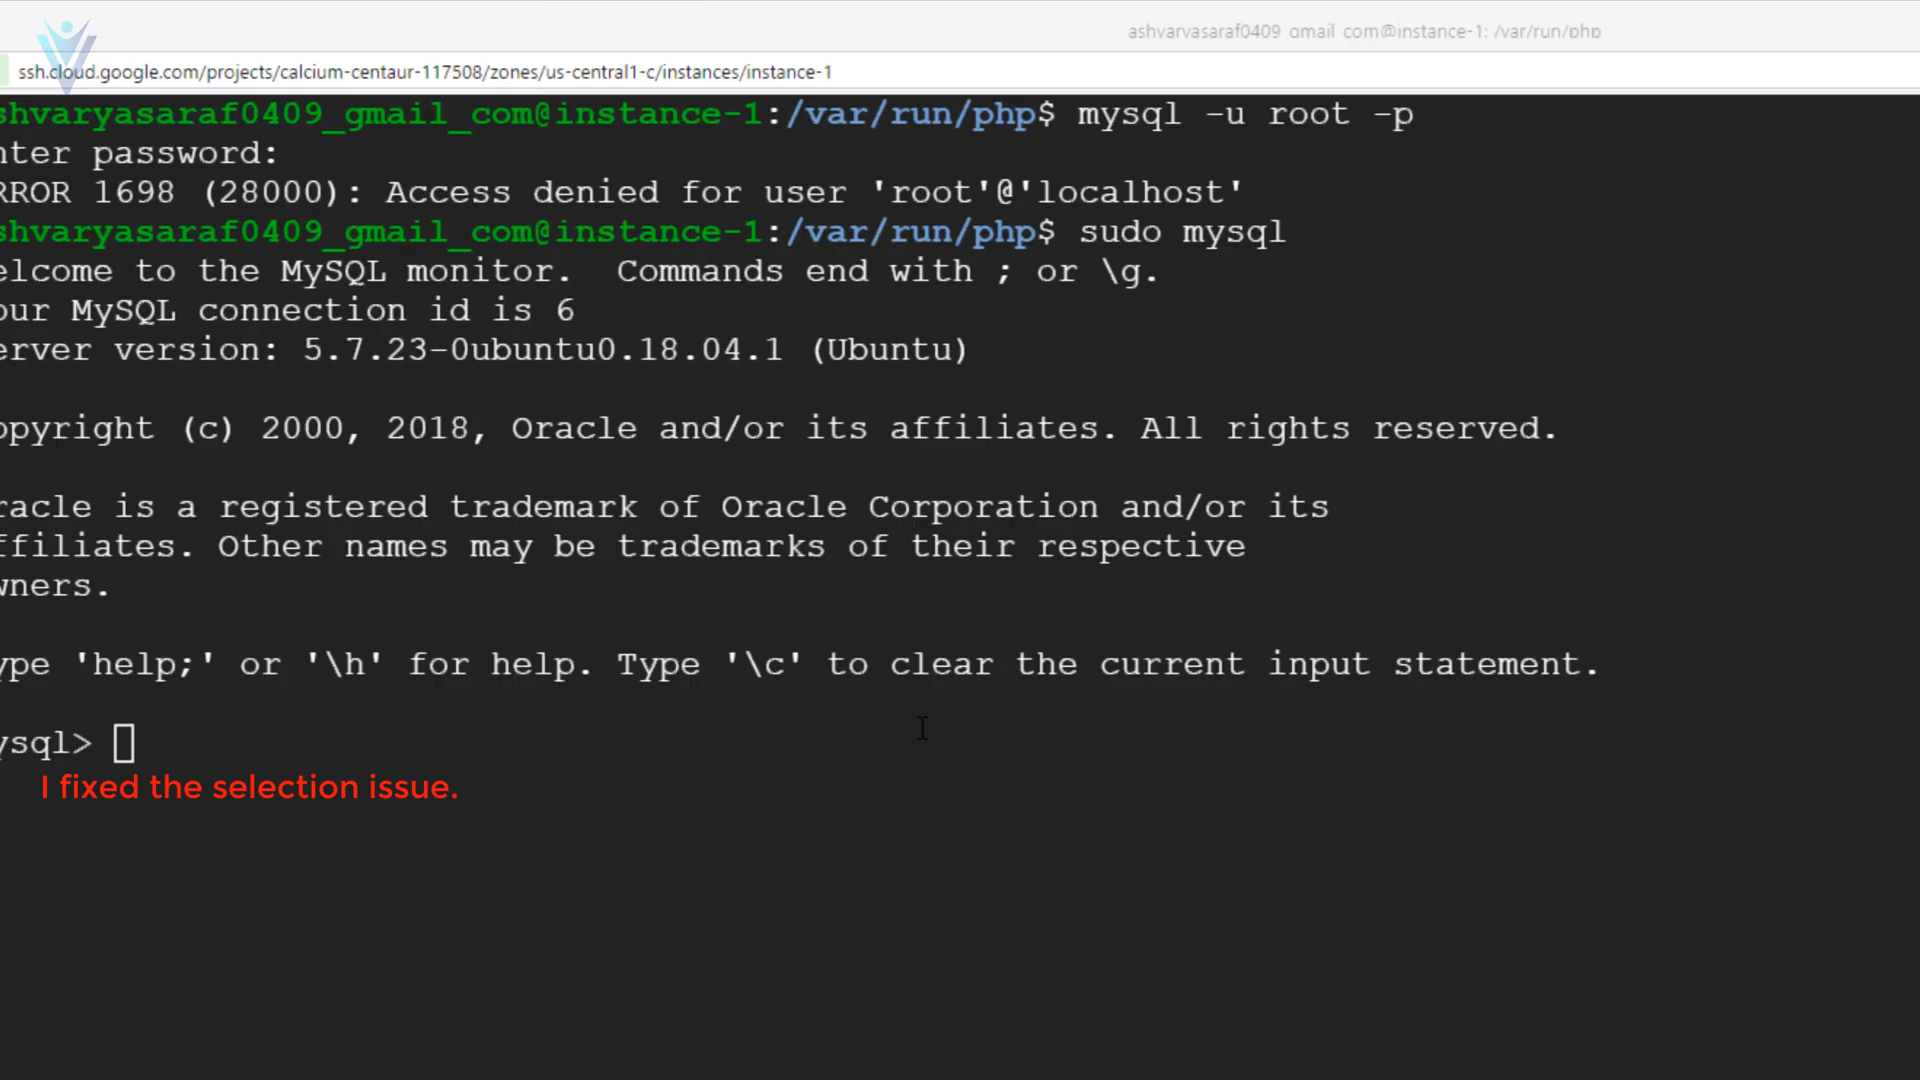 ashvaryasaraf0409_gmail_com@instance-1: /var/run/php
ssh.cloud.google.com/projects/calcium-centaur-117508/zones/us-central1-c/instances/instance-1
shvaryasaraf0409_gmail_com@instance-1:/var/run/php$ mysql -u root -p
nter password:
RROR 1698 (28000): Access denied for user 'root'@'localhost'
shvaryasaraf0409_gmail_com@instance-1:/var/run/php$ sudo mysql
elcome to the MySQL monitor.  Commands end with ; or \g.
our MySQL connection id is 6
erver version: 5.7.23-0ubuntu0.18.04.1 (Ubuntu)
opyright (c) 2000, 2018, Oracle and/or its affiliates. All rights reserved.
racle is a registered trademark of Oracle Corporation and/or its
ffiliates. Other names may be trademarks of their respective
wners.
ype 'help;' or '\h' for help. Type '\c' to clear the current input statement.
ysql>
I fixed the selection issue.